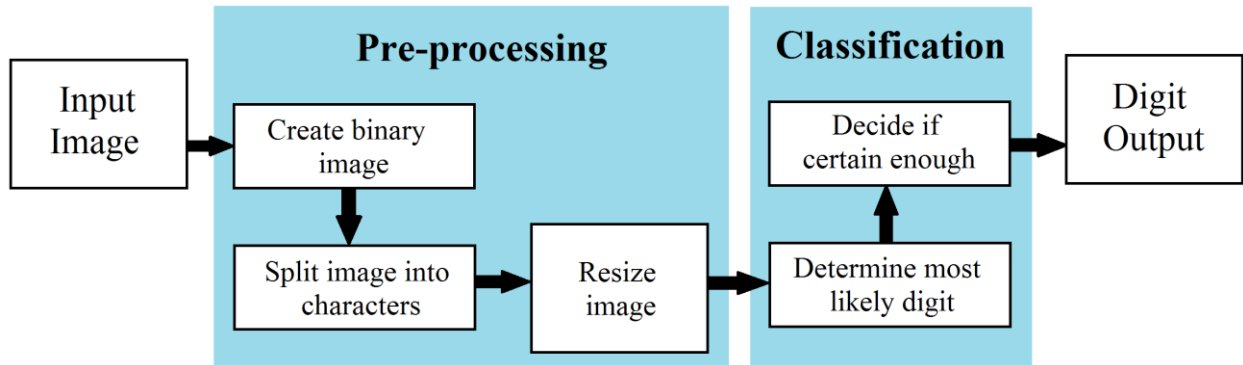 Pre-processing
Classification
Input
Image
Create binary
image
Split image into
characters
Resize
image
Determine most
likely digit
Decide if
certain enough
Digit
Output